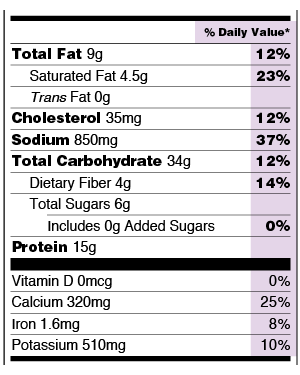 % Daily Value*
Total Fat 9g 12%
Saturated Fat 4.5g 23%
Trans Fat 0g
Cholesterol 35mg 12%
Sodium 850mg 37%
Total Carbohydrate 34g 12%
Dietary Fiber 4g 14%
Total Sugars 6g
Includes 0g Added Sugars 0%
Protein 15g
Vitamin D 0mcg 0%
Calcium 320mg 25%
Iron 1.6mg 8%
Potassium 510mg 10%